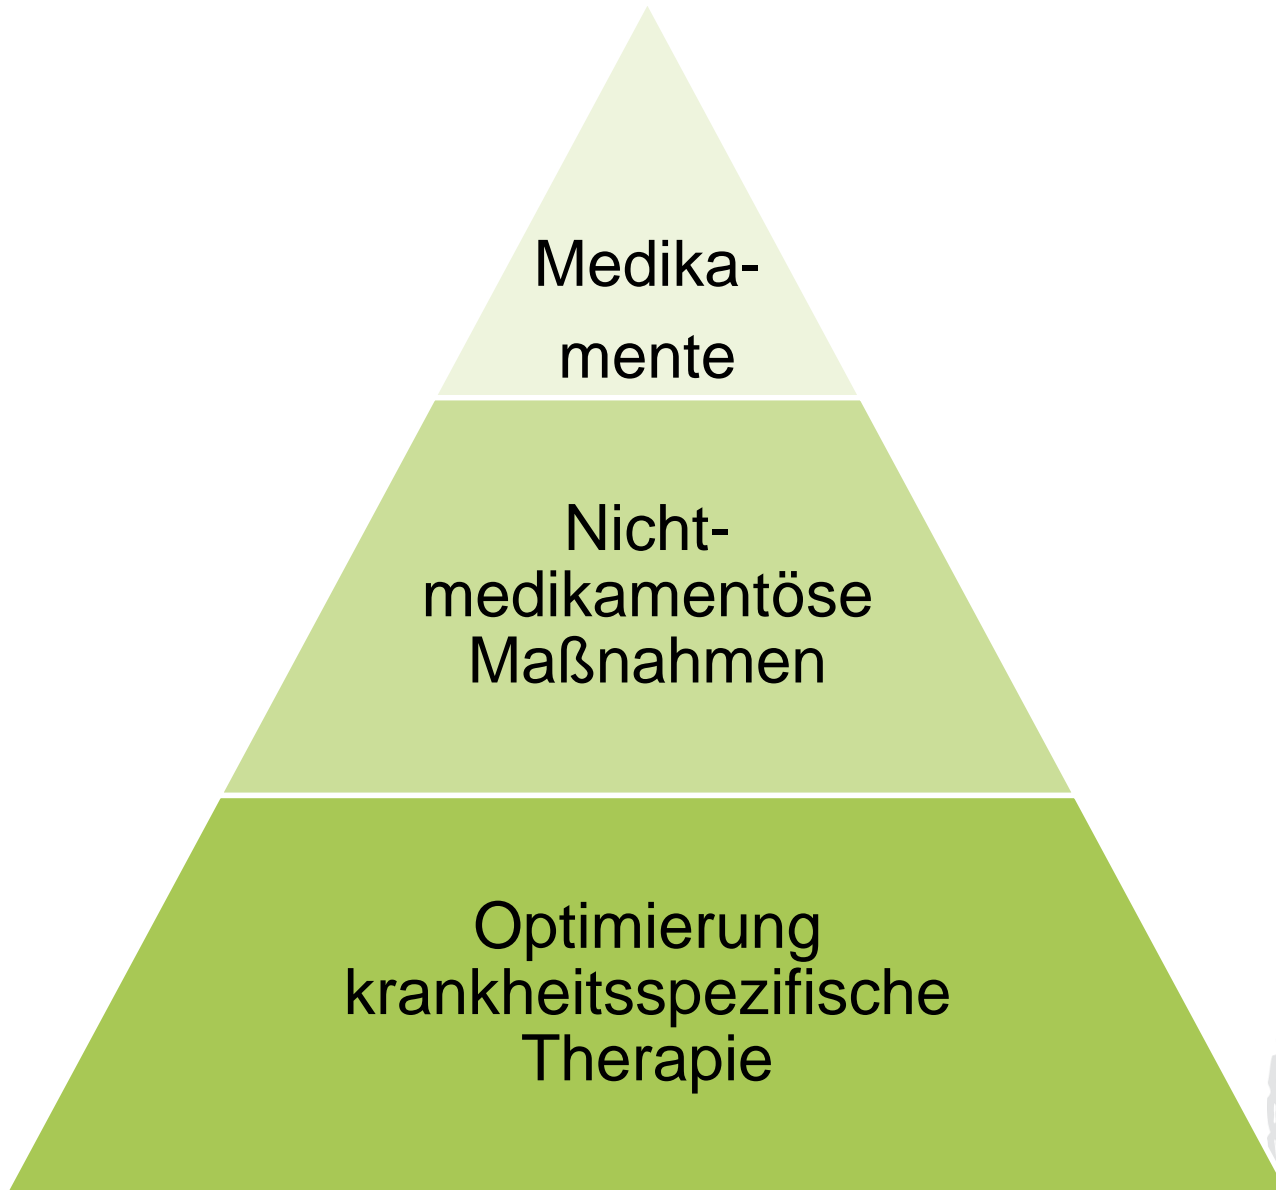 Medika-
mente
Nicht-
medikamentöse
Maßnahmen
Optimierung
krankheitsspezifische
Therapie